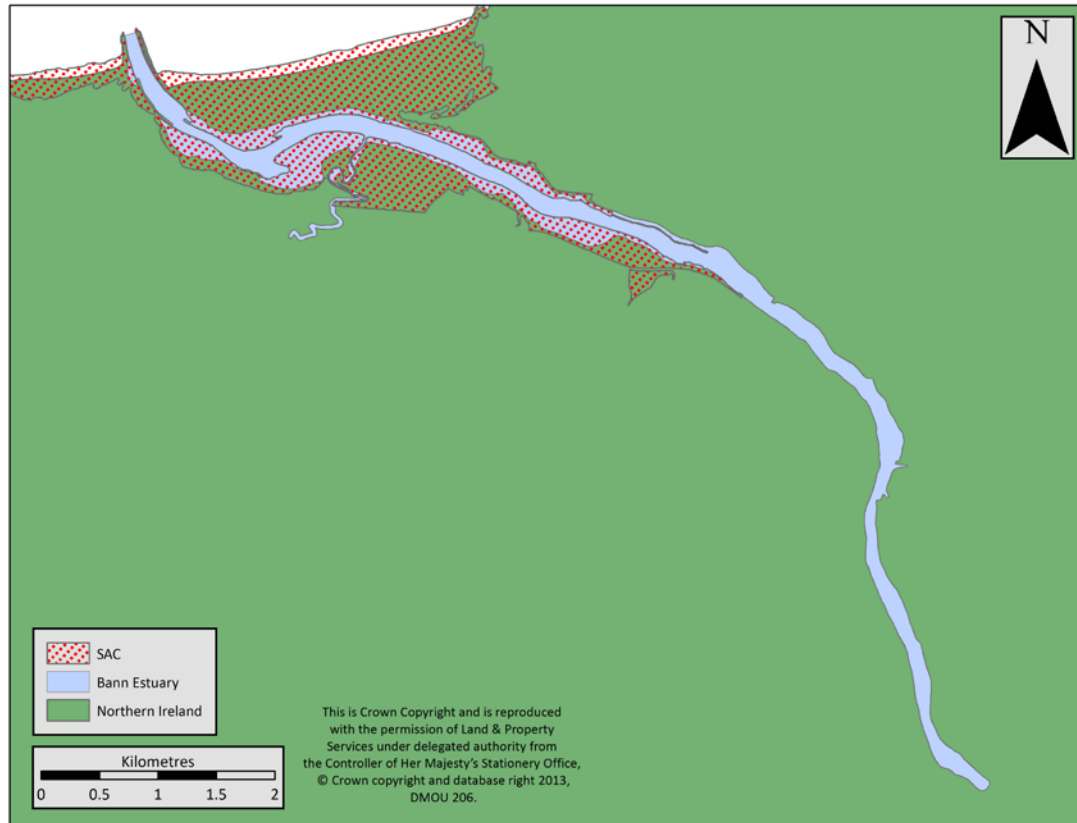 N
SAC
Bann Estuary
Northern Ireland
Kilometres
0 0.5 1 1.5 2
This is Crown Copyright and is reproduced
with the permission of Land & Property
Services under delegated authority from
the Controller of Her Majesty's Stationery Office,
© Crown copyright and database right 2013,
DMOU 206.